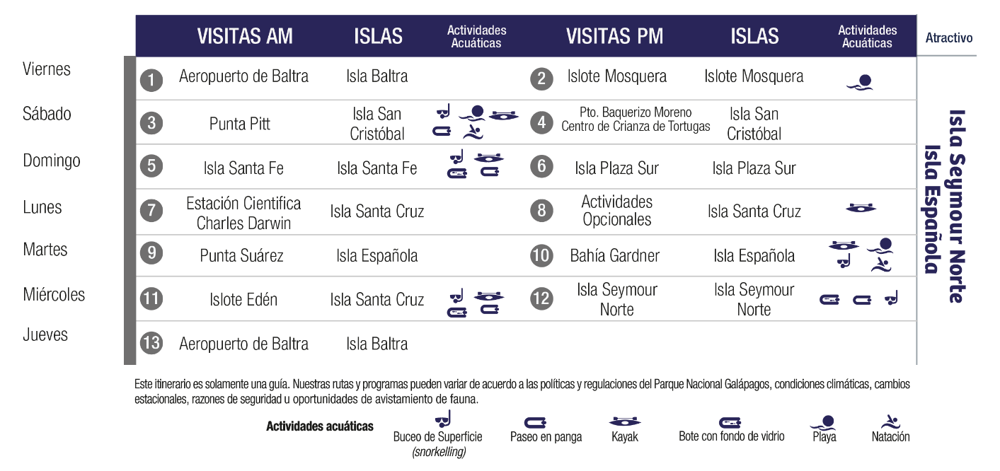 VISITAS AM ISLAS Actividades Acuáticas VISITAS PM ISLAS Actividades Acuáticas Atractivo
Viernes 1 Aeropuerto de Baltra Isla Baltra 2 Islote Mosquera Islote Mosquera
Sábado 3 Punta Pitt Isla San Cristóbal 4 Pto. Baquerizo Moreno Centro de Crianza de Tortugas Isla San Cristóbal
Domingo 5 Isla Santa Fe Isla Santa Fe 6 Isla Plaza Sur Isla Plaza Sur
Lunes 7 Estación Cientifica Charles Darwin Isla Santa Cruz 8 Actividades Opcionales Isla Santa Cruz
Martes 9 Punta Suárez Isla Española 10 Bahía Gardner Isla Española
Miércoles 11 Islote Edén Isla Santa Cruz 12 Isla Seymour Norte Isla Seymour Norte
Jueves 13 Aeropuerto de Baltra Isla Baltra
Isla Seymour Norte
Isla Española
Este itinerario es solamente una guía. Nuestras rutas y programas pueden variar de acuerdo a las políticas y regulaciones del Parque Nacional Galápagos, condiciones climáticas, cambios
estacionales, razones de seguridad u oportunidades de avistamiento de fauna.
Actividades acuáticas Buceo de Superficie Paseo en panga Kayak Bote con fondo de vidrio Playa Natación
(snorkelling)